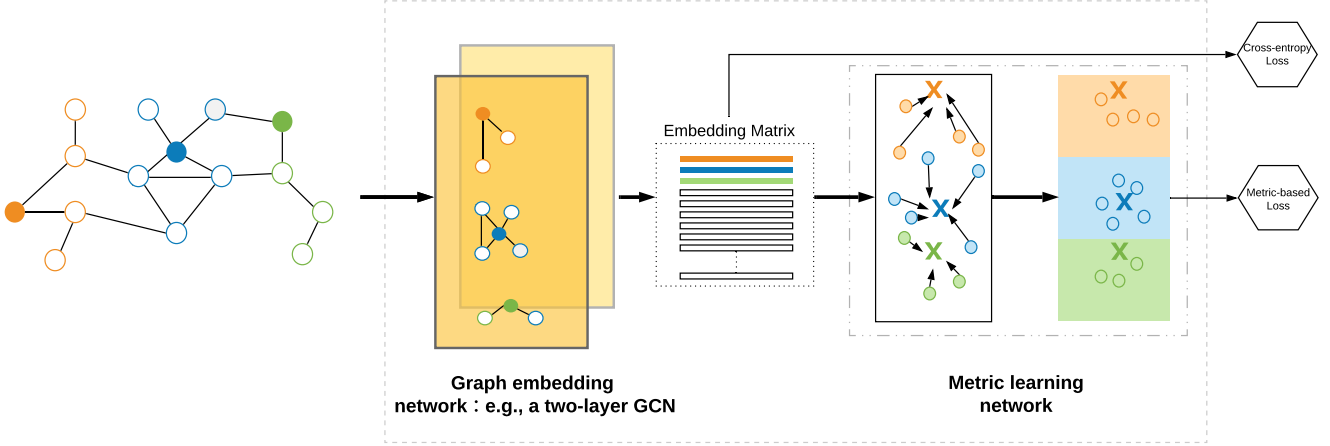 Cross-entropy
Loss
Embedding Matrix
X
X
X
X
X
X
Metric-based
Loss
Graph embedding
network：e.g., a two-layer GCN
Metric learning
network